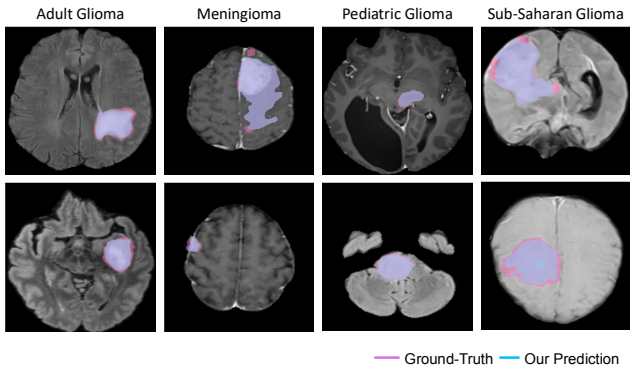 Adult Glioma
Meningioma
Pediatric Glioma
Sub-Saharan Glioma
Ground-Truth
Our Prediction